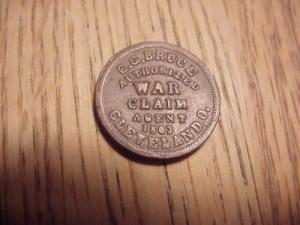 C.G. BRUCE
AUTHORIZED
WAR
CLAIM
AGENT
1863
CLEVELAND, O.